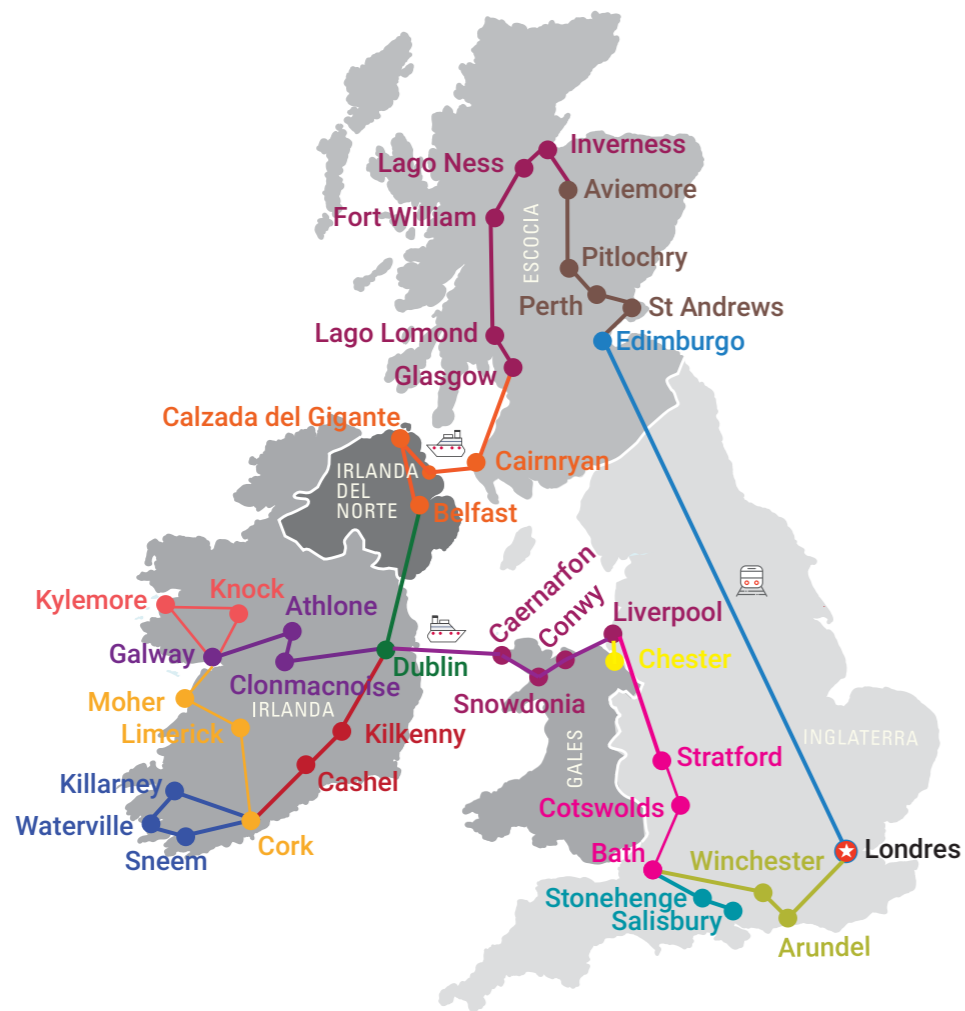 Inverness
Lago Ness
Aviemore
Fort William
ESCOCIA
Pitlochry
Perth
St Andrews
Lago Lomond
Edimburgo
Glasgow
Calzada del Gigante
Cairnryan
IRLANDA
DEL
NORTE
Belfast
Kylemore
Knock
Athlone
Caernarfon
Conwy
Liverpool
Galway
Dublin
Chester
Clonmacnoise
Moher
IRLANDA
Snowdonia
Limerick
Kilkenny
GALES
INGLATERRA
Stratford
Cashel
Killarney
Cotswolds
Waterville
Sneem
Cork
Bath
Winchester
Londres
Stonehenge
Salisbury
Arundel